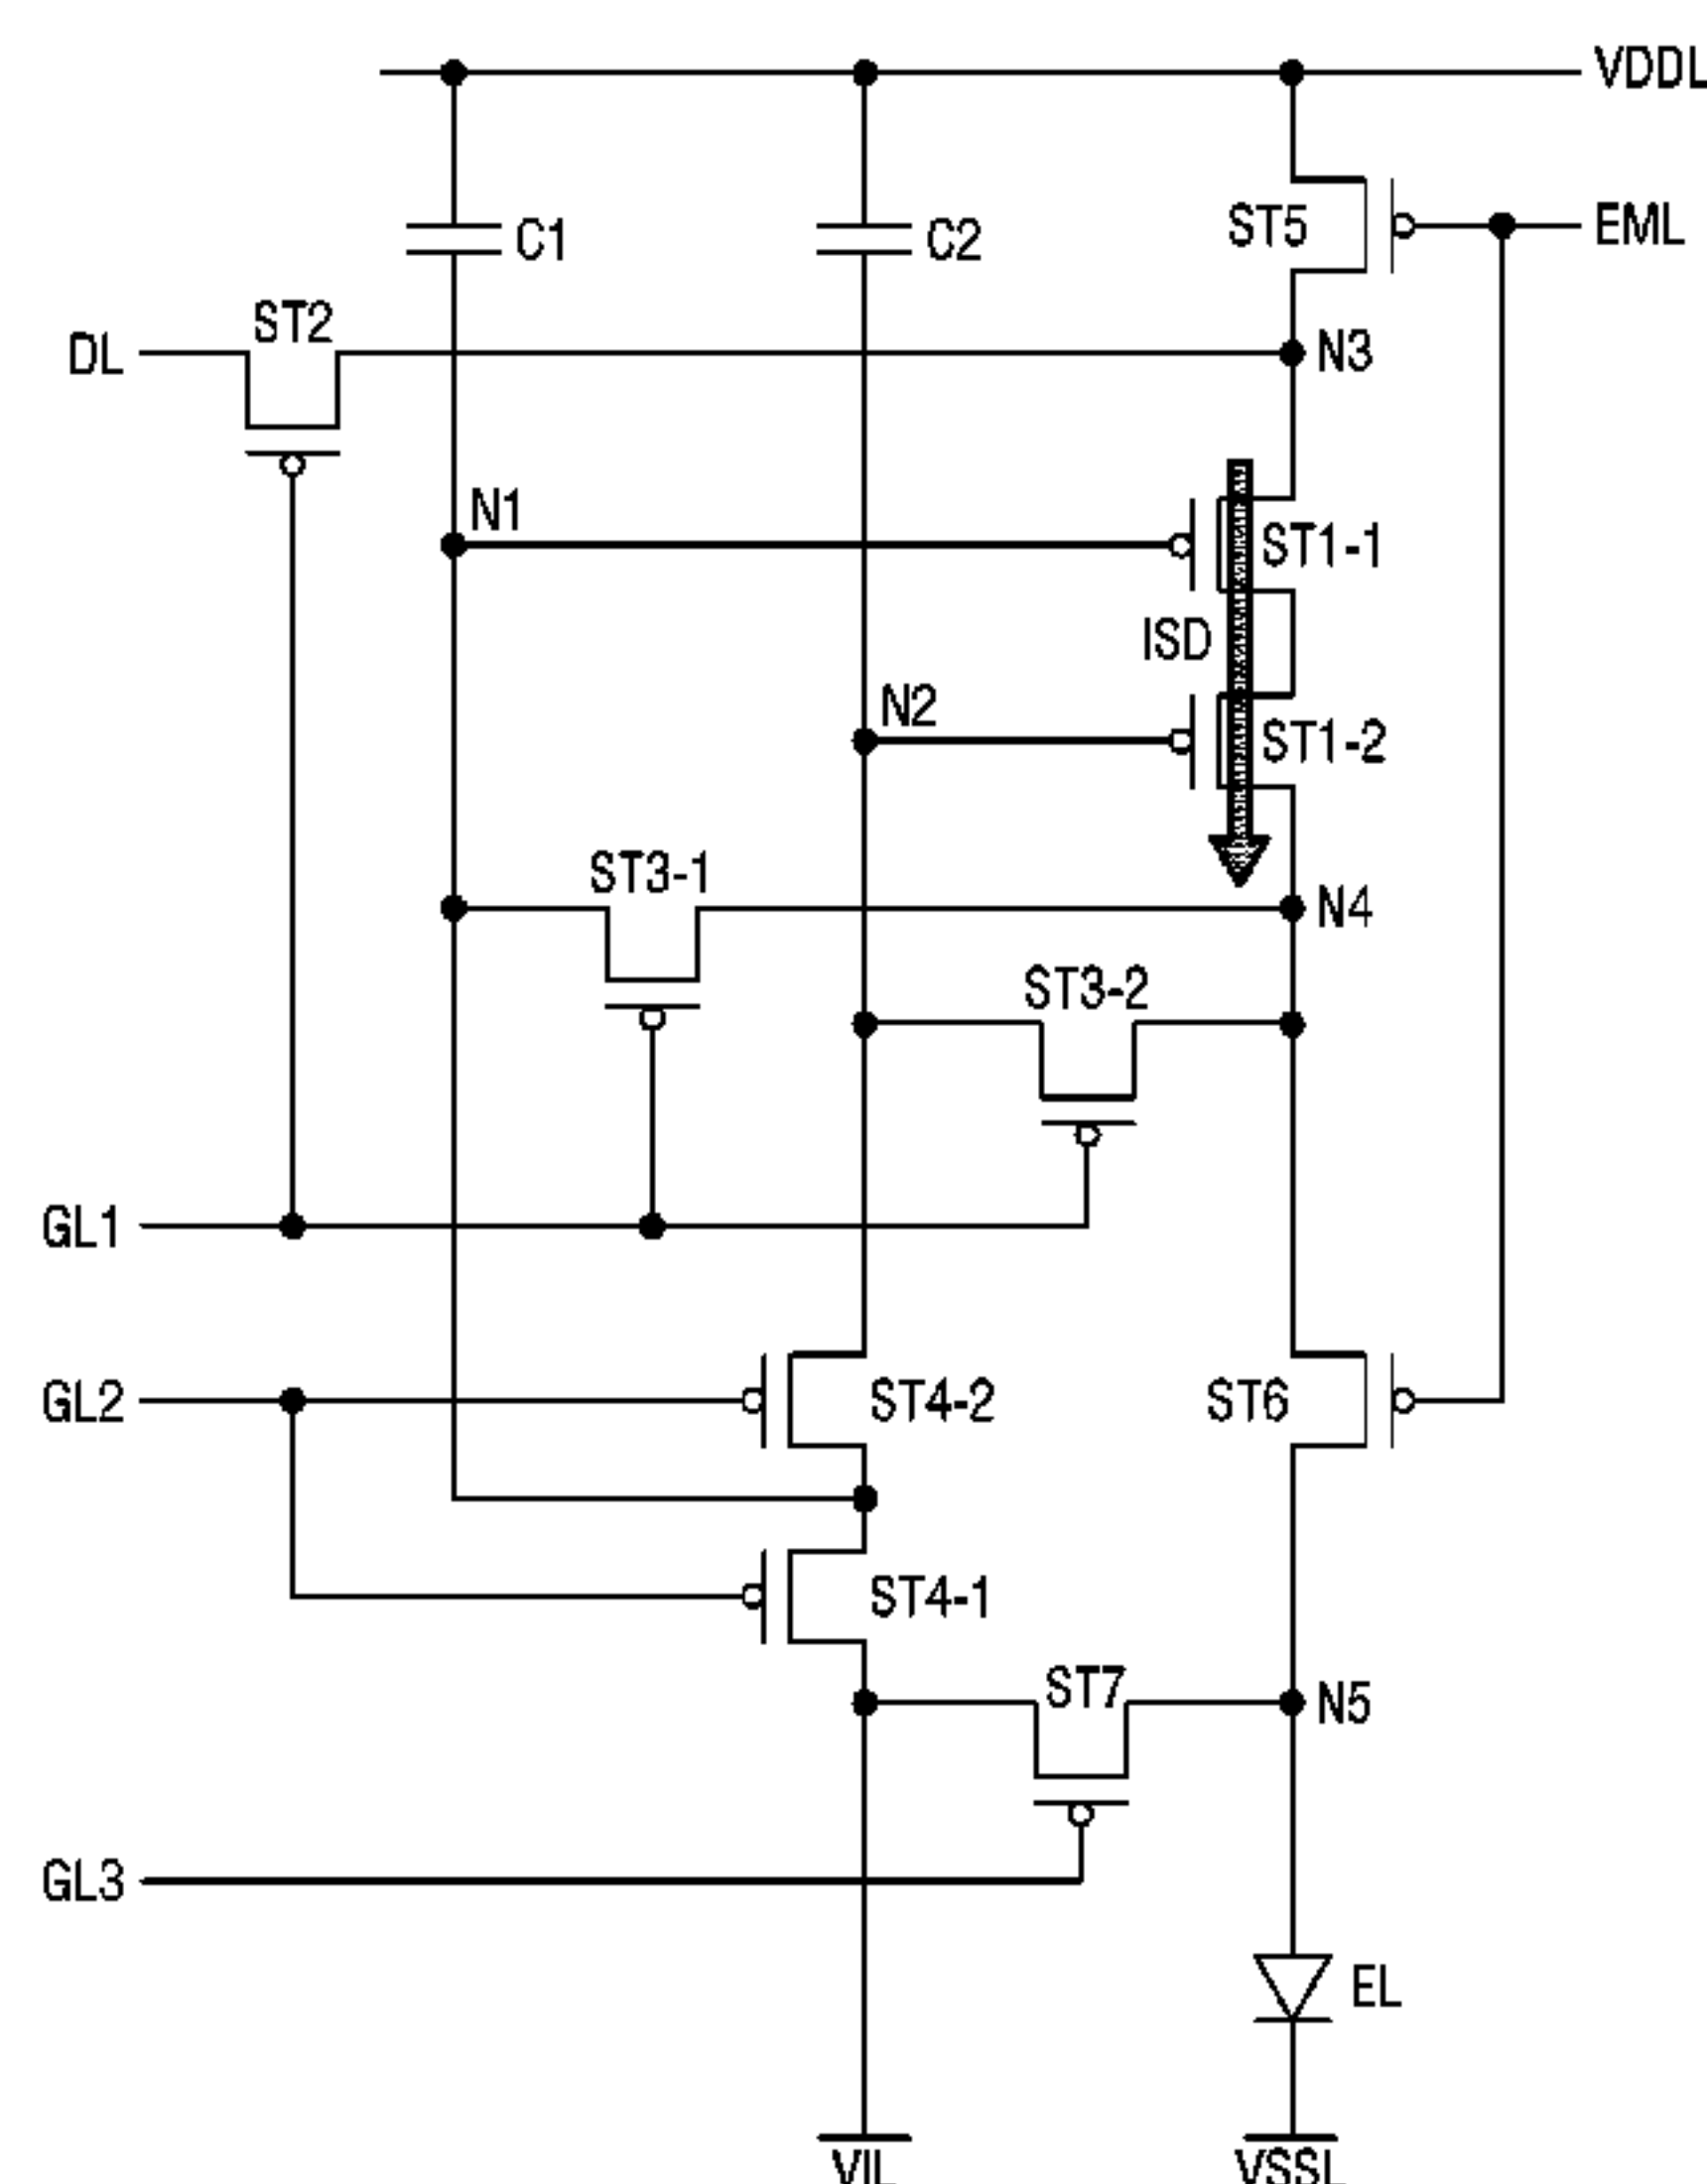 VDDL
C1
C2
ST5
EML
ST2
DL
N3
N1
ST1-1
ISD
N2
ST1-2
ST3-1
N4
ST3-2
GL1
GL2
ST4-2
ST6
ST4-1
ST7
N5
GL3
EL
VIL
VSSL